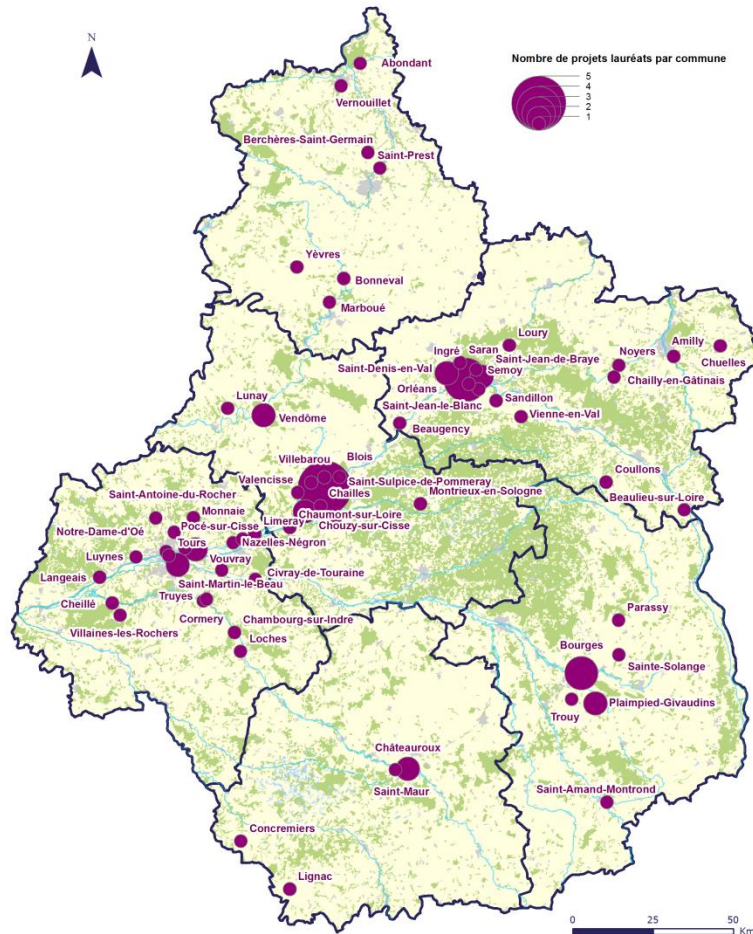 N
Nombre de projets lauréats par commune
5
4
3
2
1
Abondant
Vernouillet
Berchères-Saint-Germain
Saint-Prest
Yèvres
Bonneval
Marboué
Loury
Ingré
Saran
Saint-Jean-de-Braye
Noyers
Amilly
Saint-Denis-en-Val
Semoy
Chuelles
Chailly-en-Gâtinais
Orléans
Sandillon
Lunay
Saint-Jean-le-Blanc
Vendôme
Vienne-en-Val
Beaugency
Villebarou
Blois
Coullons
Valencisse
Saint-Sulpice-de-Pommeray
Saint-Antoine-du-Rocher
Chailles
Montrieux-en-Sologne
Beaulieu-sur-Loire
Monnaie
Chaumont-sur-Loire
Notre-Dame-d'Oé
Pocé-sur-Cisse
Limeray
Chouzy-sur-Cisse
Tours
Nazelles-Négron
Luynes
Vouvray
Langeais
Civray-de-Touraine
Saint-Martin-le-Beau
Cheillé
Truyes
Parassy
Cormery
Chambourg-sur-Indre
Villaines-les-Rochers
Bourges
Loches
Sainte-Solange
Plaimpied-Givaudins
Trouy
Châteauroux
Saint-Maur
Saint-Amand-Montrond
Concremiers
Lignac
0 25 50
Km